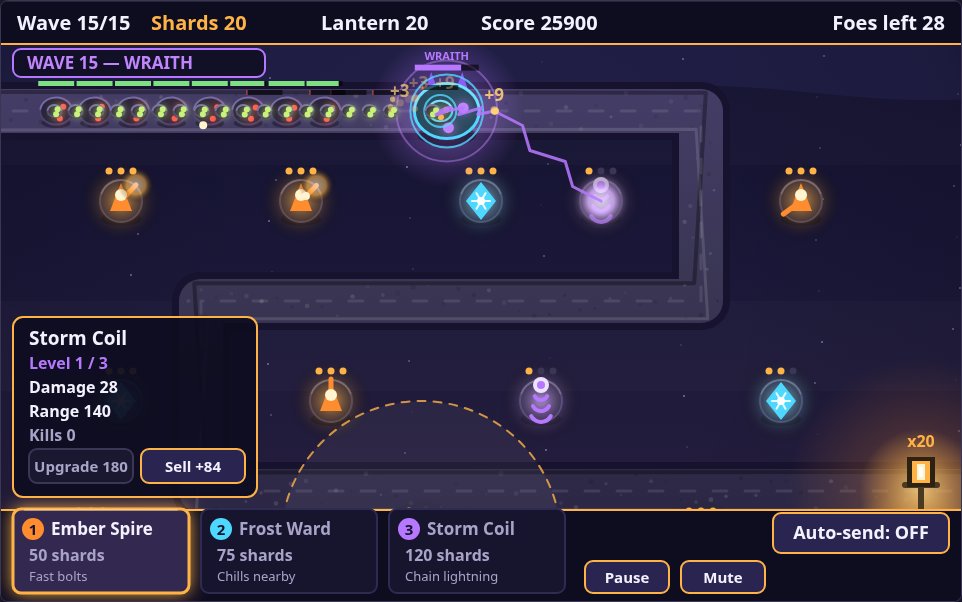 Wave 15/15 Shards 20 Lantern 20 Score 25900 Foes left 28
WAVE 15 — WRAITH
WRAITH
+3
+9
x20
Storm Coil
Level 1 / 3
Damage 28
Range 140
Kills 0
Upgrade 180 Sell +84
1 Ember Spire
50 shards
Fast bolts
2 Frost Ward
75 shards
Chills nearby
3 Storm Coil
120 shards
Chain lightning
Pause
Mute
Auto-send: OFF